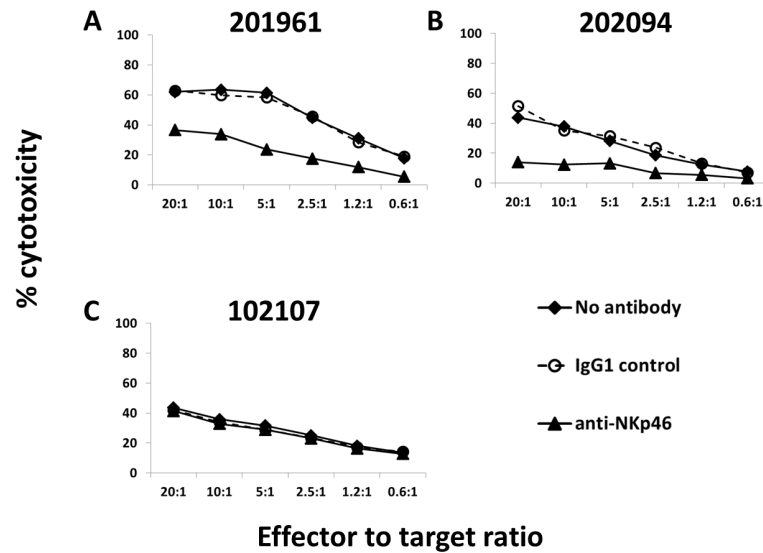 A
201961
100
80
60
40
20
0
20:1 10:1 5:1 2.5:1 1.2:1 0.6:1
B
202094
100
80
60
40
20
0
20:1 10:1 5:1 2.5:1 1.2:1 0.6:1
% cytotoxicity
C
102107
100
80
60
40
20
0
20:1 10:1 5:1 2.5:1 1.2:1 0.6:1
No antibody
IgG1 control
anti-NKp46
Effector to target ratio